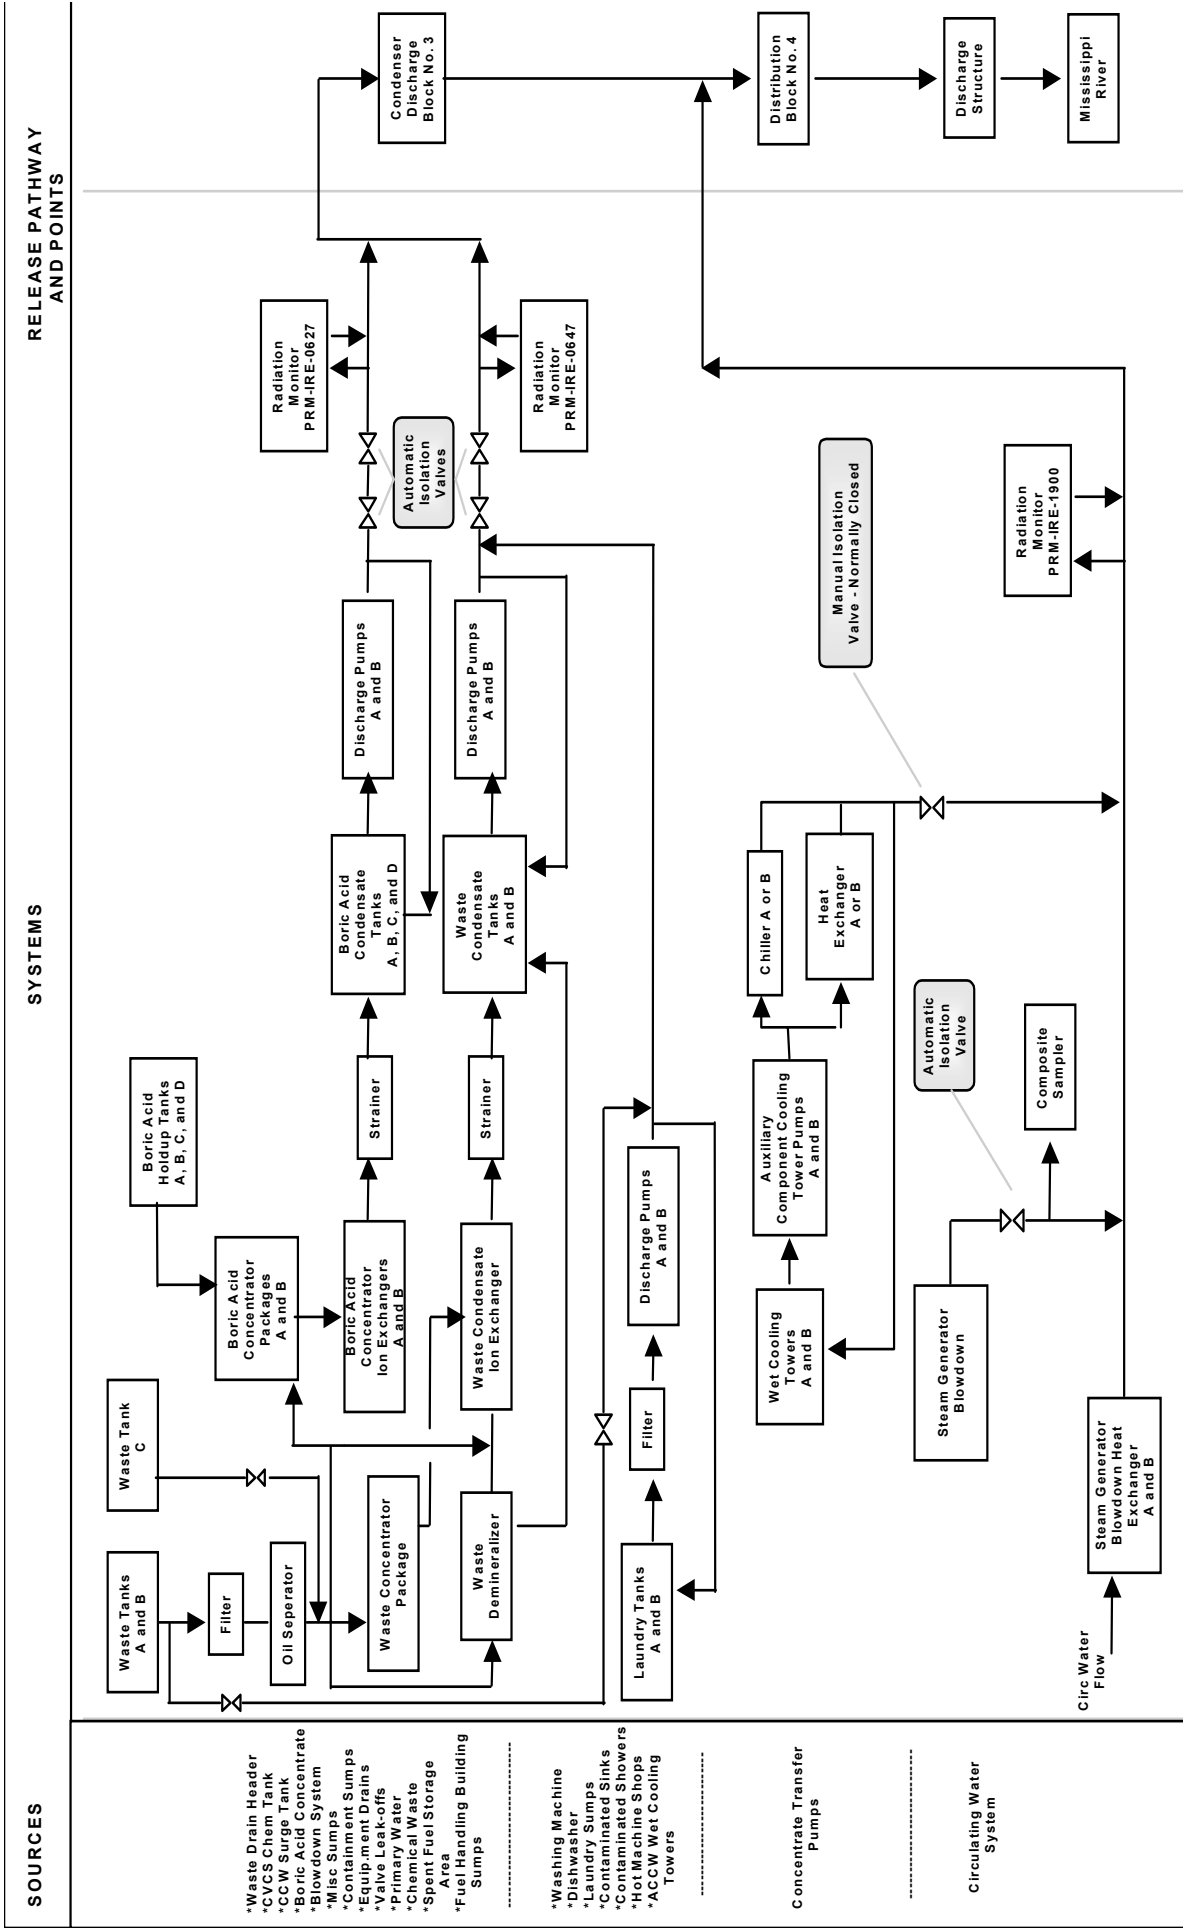 SOURCES
SYSTEMS
RELEASE PATHWAY
AND POINTS
*Waste Drain Header
*CVCS Chem Tank
*CCW Surge Tank
*Boric Acid Concentrate
*Blowdown System
*Misc Sumps
*Containment Sumps
*Equip.ment Drains
*Valve Leak-offs
*Primary Water
*Chemical Waste
*Spent Fuel Storage
Area
*Fuel Handling Building
Sumps
*Washing Machine
*Dishwasher
*Laundry Sumps
*Contaminated Sinks
*Contaminated Showers
*Hot Machine Shops
*ACCW Wet Cooling
Towers
Concentrate Transfer
Pumps
Circulating Water
System
Waste Tanks
A and B
Waste Tank
C
Boric Acid
Holdup Tanks
A, B, C, and D
Filter
Oil Seperator
Boric Acid
Concentrator
Packages
A and B
Waste Concentrator
Package
Boric Acid
Concentrator
Ion Exchangers
A and B
Strainer
Boric Acid
Condensate
Tanks
A, B, C, and D
Discharge Pumps
A and B
Waste
Demineralizer
Waste Condensate
Ion Exchanger
Strainer
Waste
Condensate
Tanks
A and B
Discharge Pumps
A and B
Automatic
Isolation
Valves
Radiation
Monitor
PRM-IRE-0627
Radiation
Monitor
PRM-IRE-0647
Condenser
Discharge
Block No. 3
Distribution
Block No. 4
Discharge
Structure
Mississippi
River
Laundry Tanks
A and B
Filter
Discharge Pumps
A and B
Wet Cooling
Towers
A and B
Auxiliary
Component Cooling
Tower Pumps
A and B
Chiller A or B
Heat
Exchanger
A or B
Manual Isolation
Valve - Normally Closed
Steam Generator
Blowdown
Automatic
Isolation
Valve
Composite
Sampler
Radiation
Monitor
PRM-IRE-1900
Circ Water
Flow
Steam Generator
Blowdown Heat
Exchanger
A and B